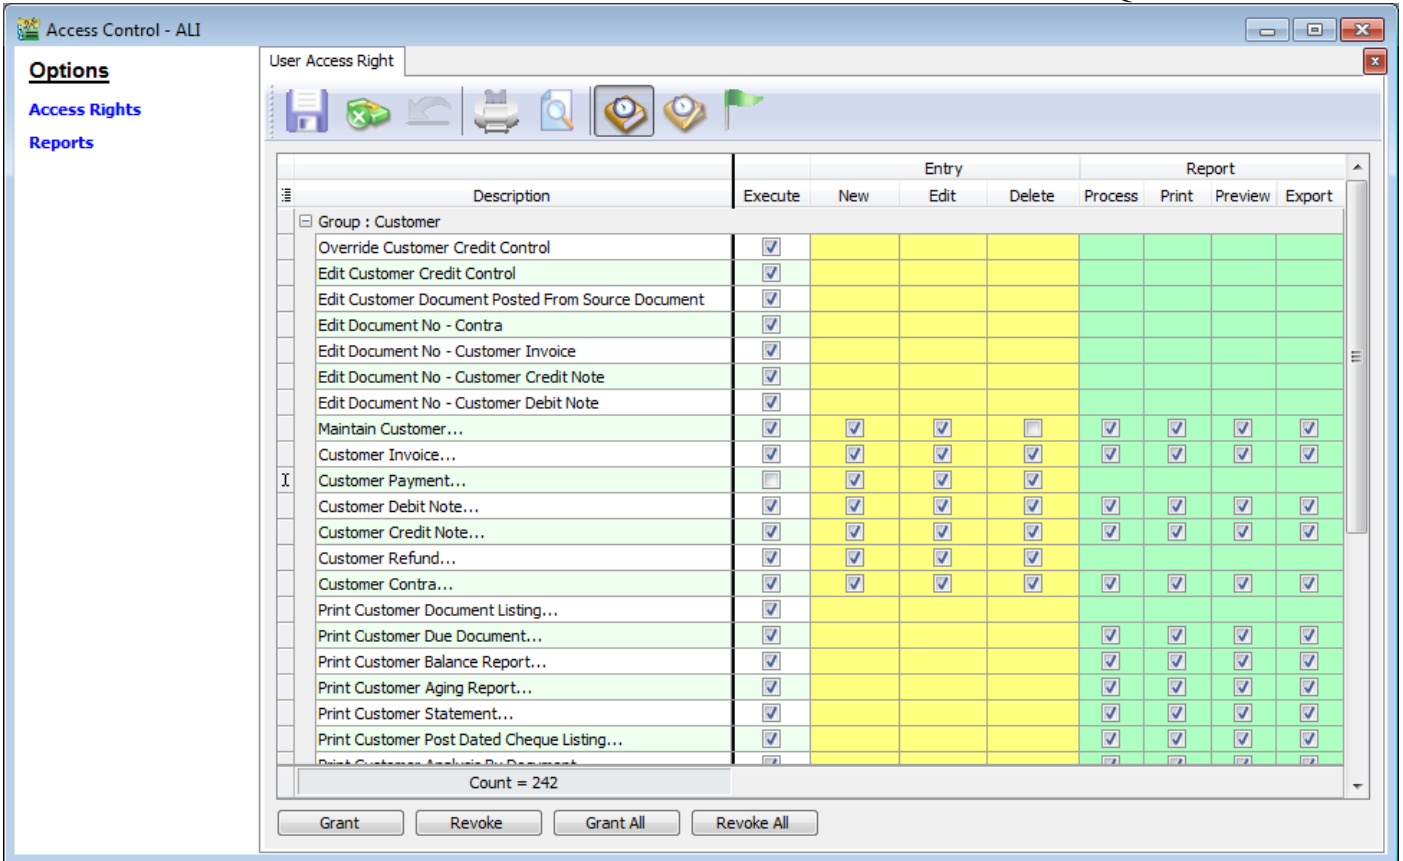 Access Control - ALI
Options
Access Rights
Reports
User Access Right
Entry Report
Description Execute New Edit Delete Process Print Preview Export
Group : Customer
Override Customer Credit Control
Edit Customer Credit Control
Edit Customer Document Posted From Source Document
Edit Document No - Contra
Edit Document No - Customer Invoice
Edit Document No - Customer Credit Note
Edit Document No - Customer Debit Note
Maintain Customer...
Customer Invoice...
Customer Payment...
Customer Debit Note...
Customer Credit Note...
Customer Refund...
Customer Contra...
Print Customer Document Listing...
Print Customer Due Document...
Print Customer Balance Report...
Print Customer Aging Report...
Print Customer Statement...
Print Customer Post Dated Cheque Listing...
Print Customer Analysis By Document
Count = 242
Grant Revoke Grant All Revoke All